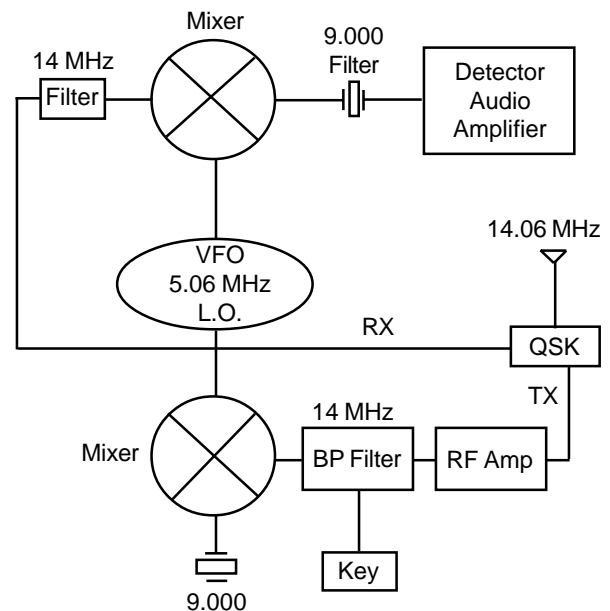 Mixer
14 MHz
Filter
9.000
Filter
Detector
Audio
Amplifier
VFO
5.06 MHz
L.O.
14.06 MHz
RX
QSK
TX
Mixer
14 MHz
BP Filter
RF Amp
Key
9.000